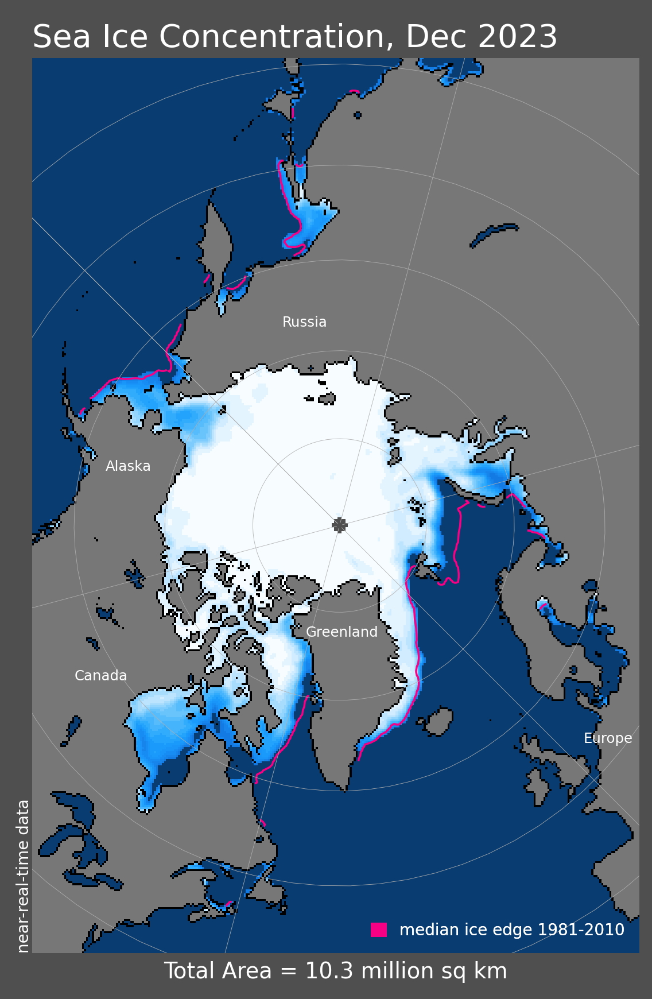 Sea Ice Concentration, Dec 2023
Russia
Alaska
Greenland
Canada
Europe
near-real-time data
median ice edge 1981-2010
Total Area = 10.3 million sq km